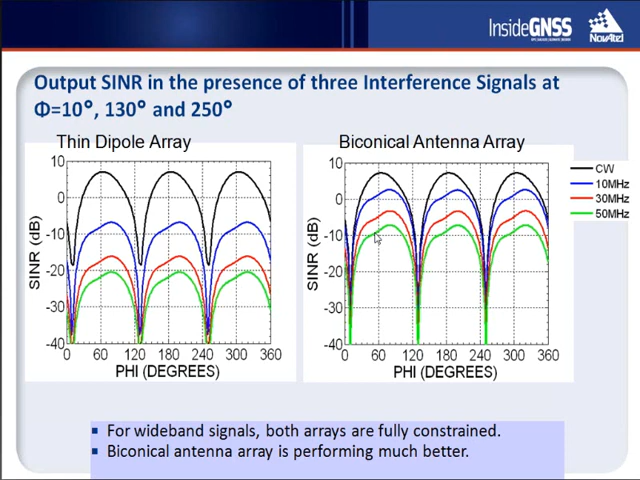 InsideGNSS
NovAtel
Output SINR in the presence of three Interference Signals at
Φ=10°, 130° and 250°
Thin Dipole Array
Biconical Antenna Array
10
0
-10
-20
-30
-40
SINR (dB)
0 60 120 180 240 300 360
PHI (DEGREES)
10
0
-10
-20
-30
-40
SINR (dB)
0 60 120 180 240 300 360
PHI (DEGREES)
CW
10MHz
30MHz
50MHz
▪ For wideband signals, both arrays are fully constrained.
▪ Biconical antenna array is performing much better.